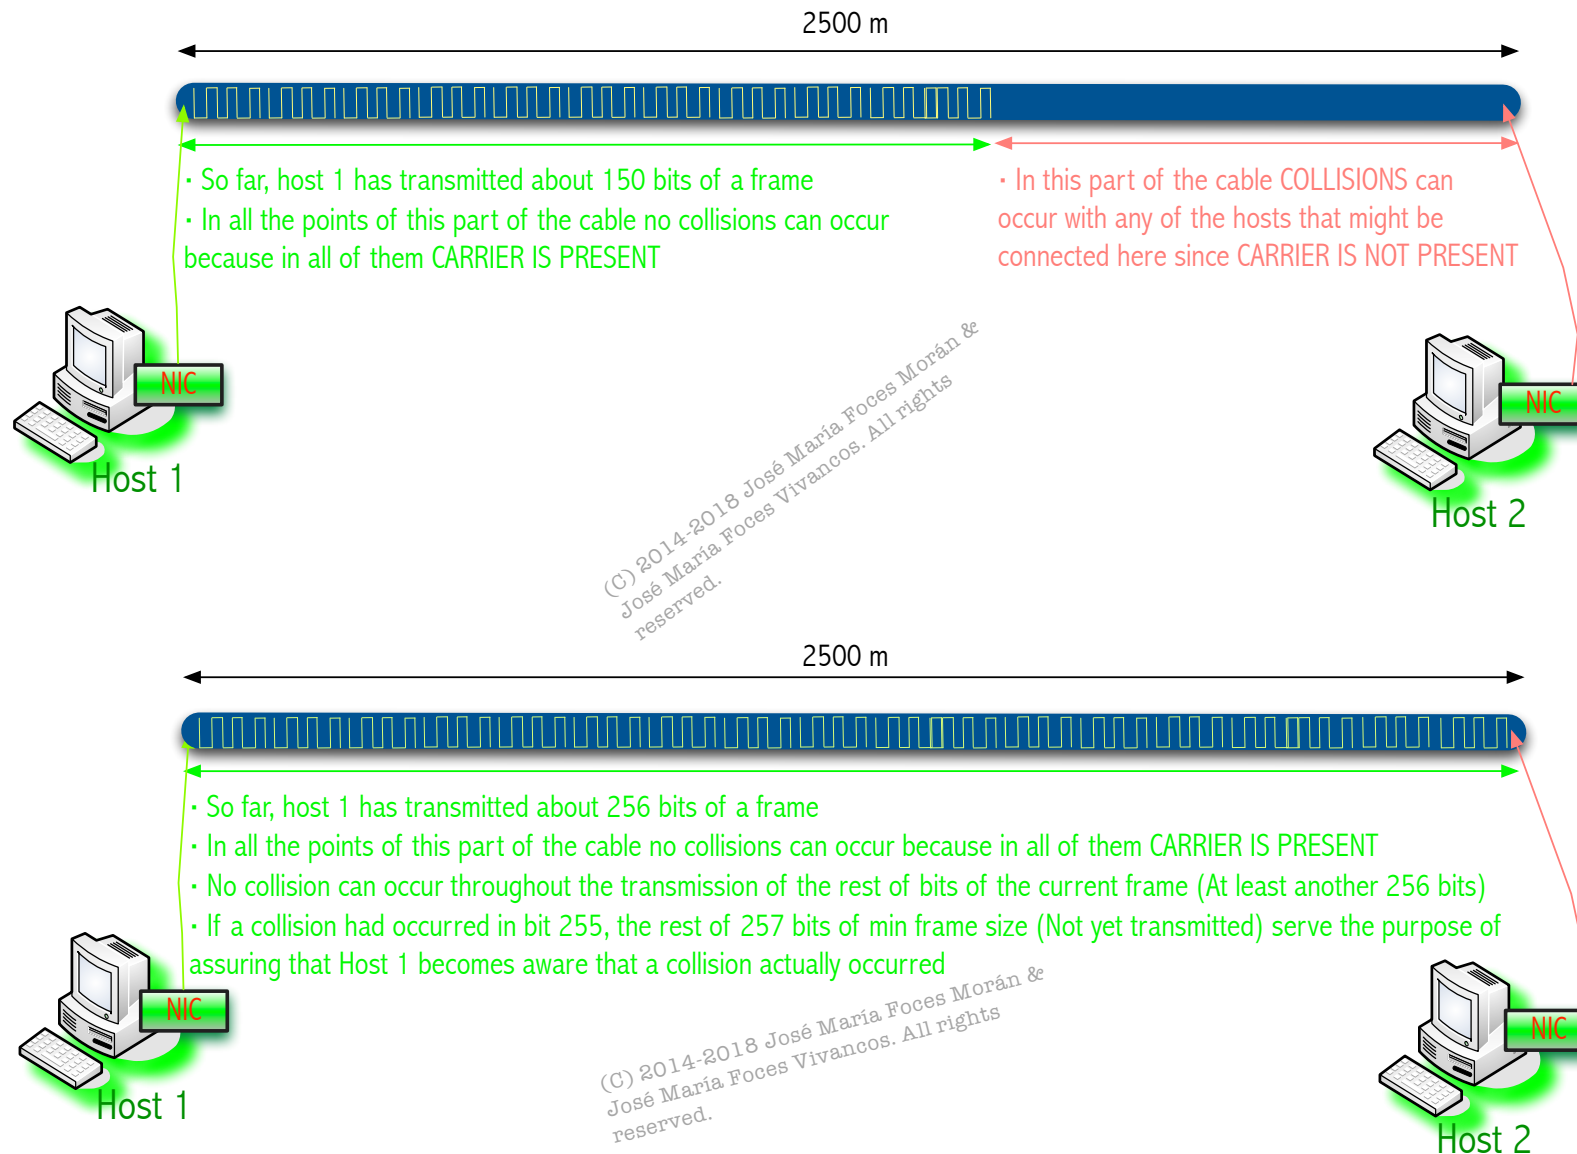 2500 m
· So far, host 1 has transmitted about 150 bits of a frame
· In all the points of this part of the cable no collisions can occur
because in all of them CARRIER IS PRESENT
· In this part of the cable COLLISIONS can
occur with any of the hosts that might be
connected here since CARRIER IS NOT PRESENT
NIC
Host 1
NIC
Host 2
(C) 2014-2018 José María Foces Morán &
José María Foces Vivancos. All rights
reserved.
2500 m
· So far, host 1 has transmitted about 256 bits of a frame
· In all the points of this part of the cable no collisions can occur because in all of them CARRIER IS PRESENT
· No collision can occur throughout the transmission of the rest of bits of the current frame (At least another 256 bits)
· If a collision had occurred in bit 255, the rest of 257 bits of min frame size (Not yet transmitted) serve the purpose of
assuring that Host 1 becomes aware that a collision actually occurred
NIC
Host 1
NIC
Host 2
(C) 2014-2018 José María Foces Morán &
José María Foces Vivancos. All rights
reserved.